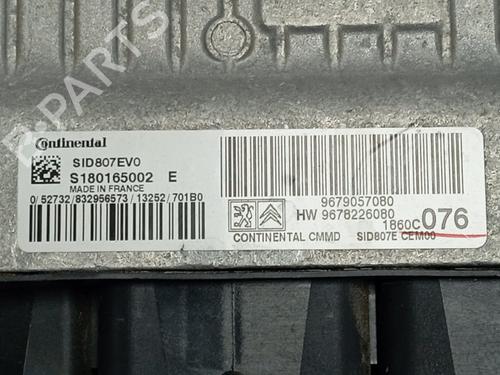 B-PARTS
Continental
SID807EV0
S180165002 E
MADE IN FRANCE
0/52732/832956573/13252/701B0
9679057080
HW 9678226080
1860C076
CONTINENTAL CMMD SID807E CEM00